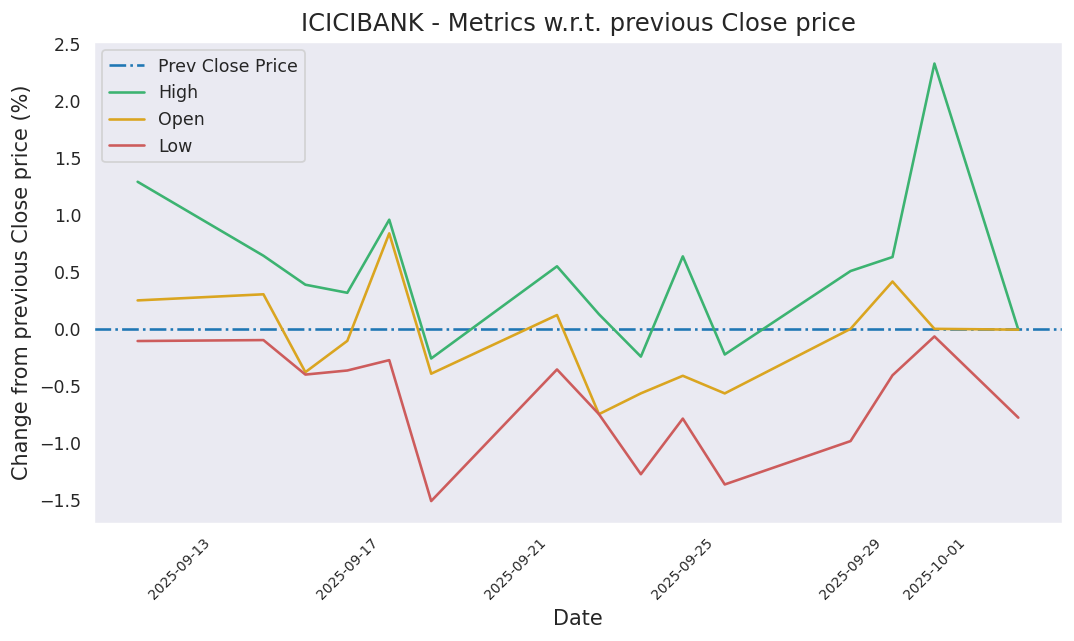 ICICIBANK - Metrics w.r.t. previous Close price
Change from previous Close price (%)
2.5
2.0
1.5
1.0
0.5
0.0
−0.5
−1.0
−1.5
Prev Close Price
High
Open
Low
2025-09-13
2025-09-17
2025-09-21
2025-09-25
2025-09-29
2025-10-01
Date